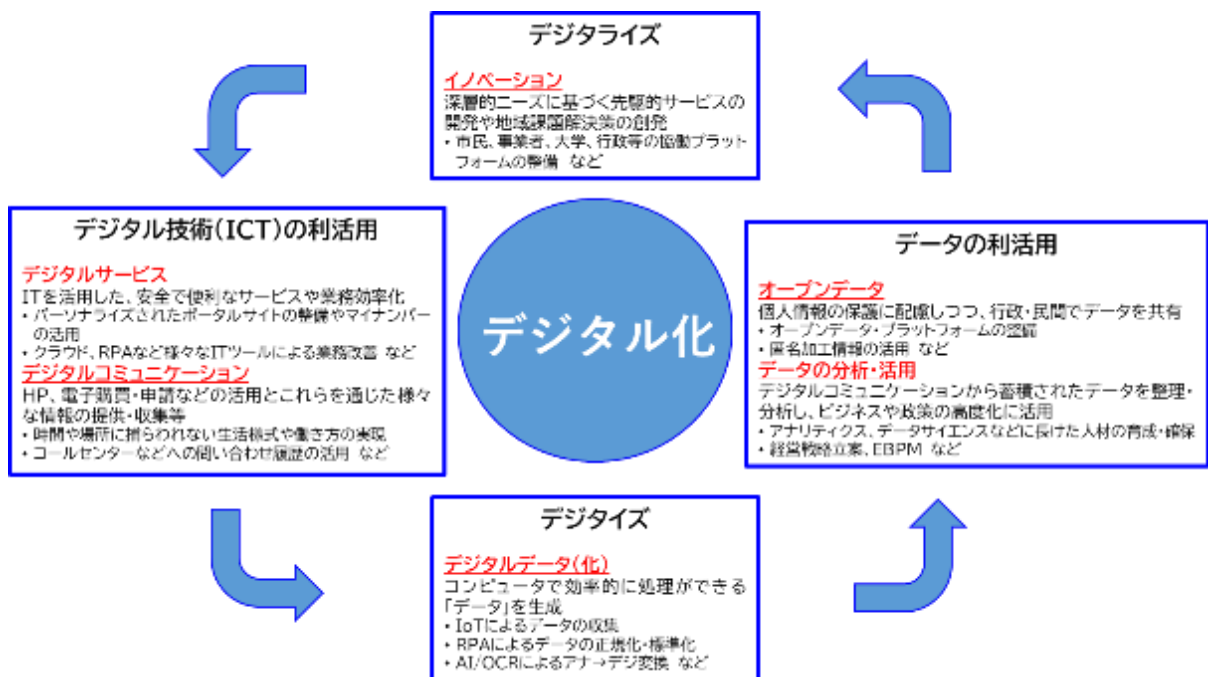 デジタライズ
イノベーション
深層的ニーズに基づく先駆的サービスの
開発や地域課題解決策の創発
・市民、事業者、大学、行政等の協働プラット
フォームの整備 など
デジタル技術(ICT)の利活用
デジタルサービス
ITを活用した、安全で便利なサービスや業務効率化
・パーソナライズされたポータルサイトの整備やマイナンバー
の活用
・クラウド、RPAなど様々なITツールによる業務改善 など
デジタルコミュニケーション
HP、電子購買・申請などの活用とこれらを通じた様々
な情報の提供・収集等
・時間や場所に捕らわれない生活様式や働き方の実現
・コールセンターなどへの問い合わせ履歴の活用 など
デジタル化
データの利活用
オープンデータ
個人情報の保護に配慮しつつ、行政・民間でデータを共有
・オープンデータ・プラットフォームの整備
・匿名加工情報の活用 など
データの分析・活用
デジタルコミュニケーションから蓄積されたデータを整理・
分析し、ビジネスや政策の高度化に活用
・アナリティクス、データサイエンスなどに長けた人材の育成・確保
・経営戦略立案、EBPM など
デジタイズ
デジタルデータ(化)
コンピュータで効率的に処理ができる
「データ」を生成
・IoTによるデータの収集
・RPAによるデータの正規化・標準化
・AI/OCRによるアナ→デジ変換 など